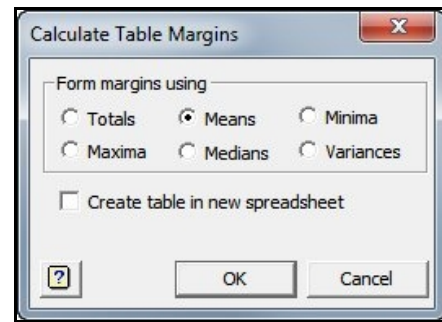 Calculate Table Margins
Form margins using
Totals Means Minima
Maxima Medians Variances
Create table in new spreadsheet
? OK Cancel